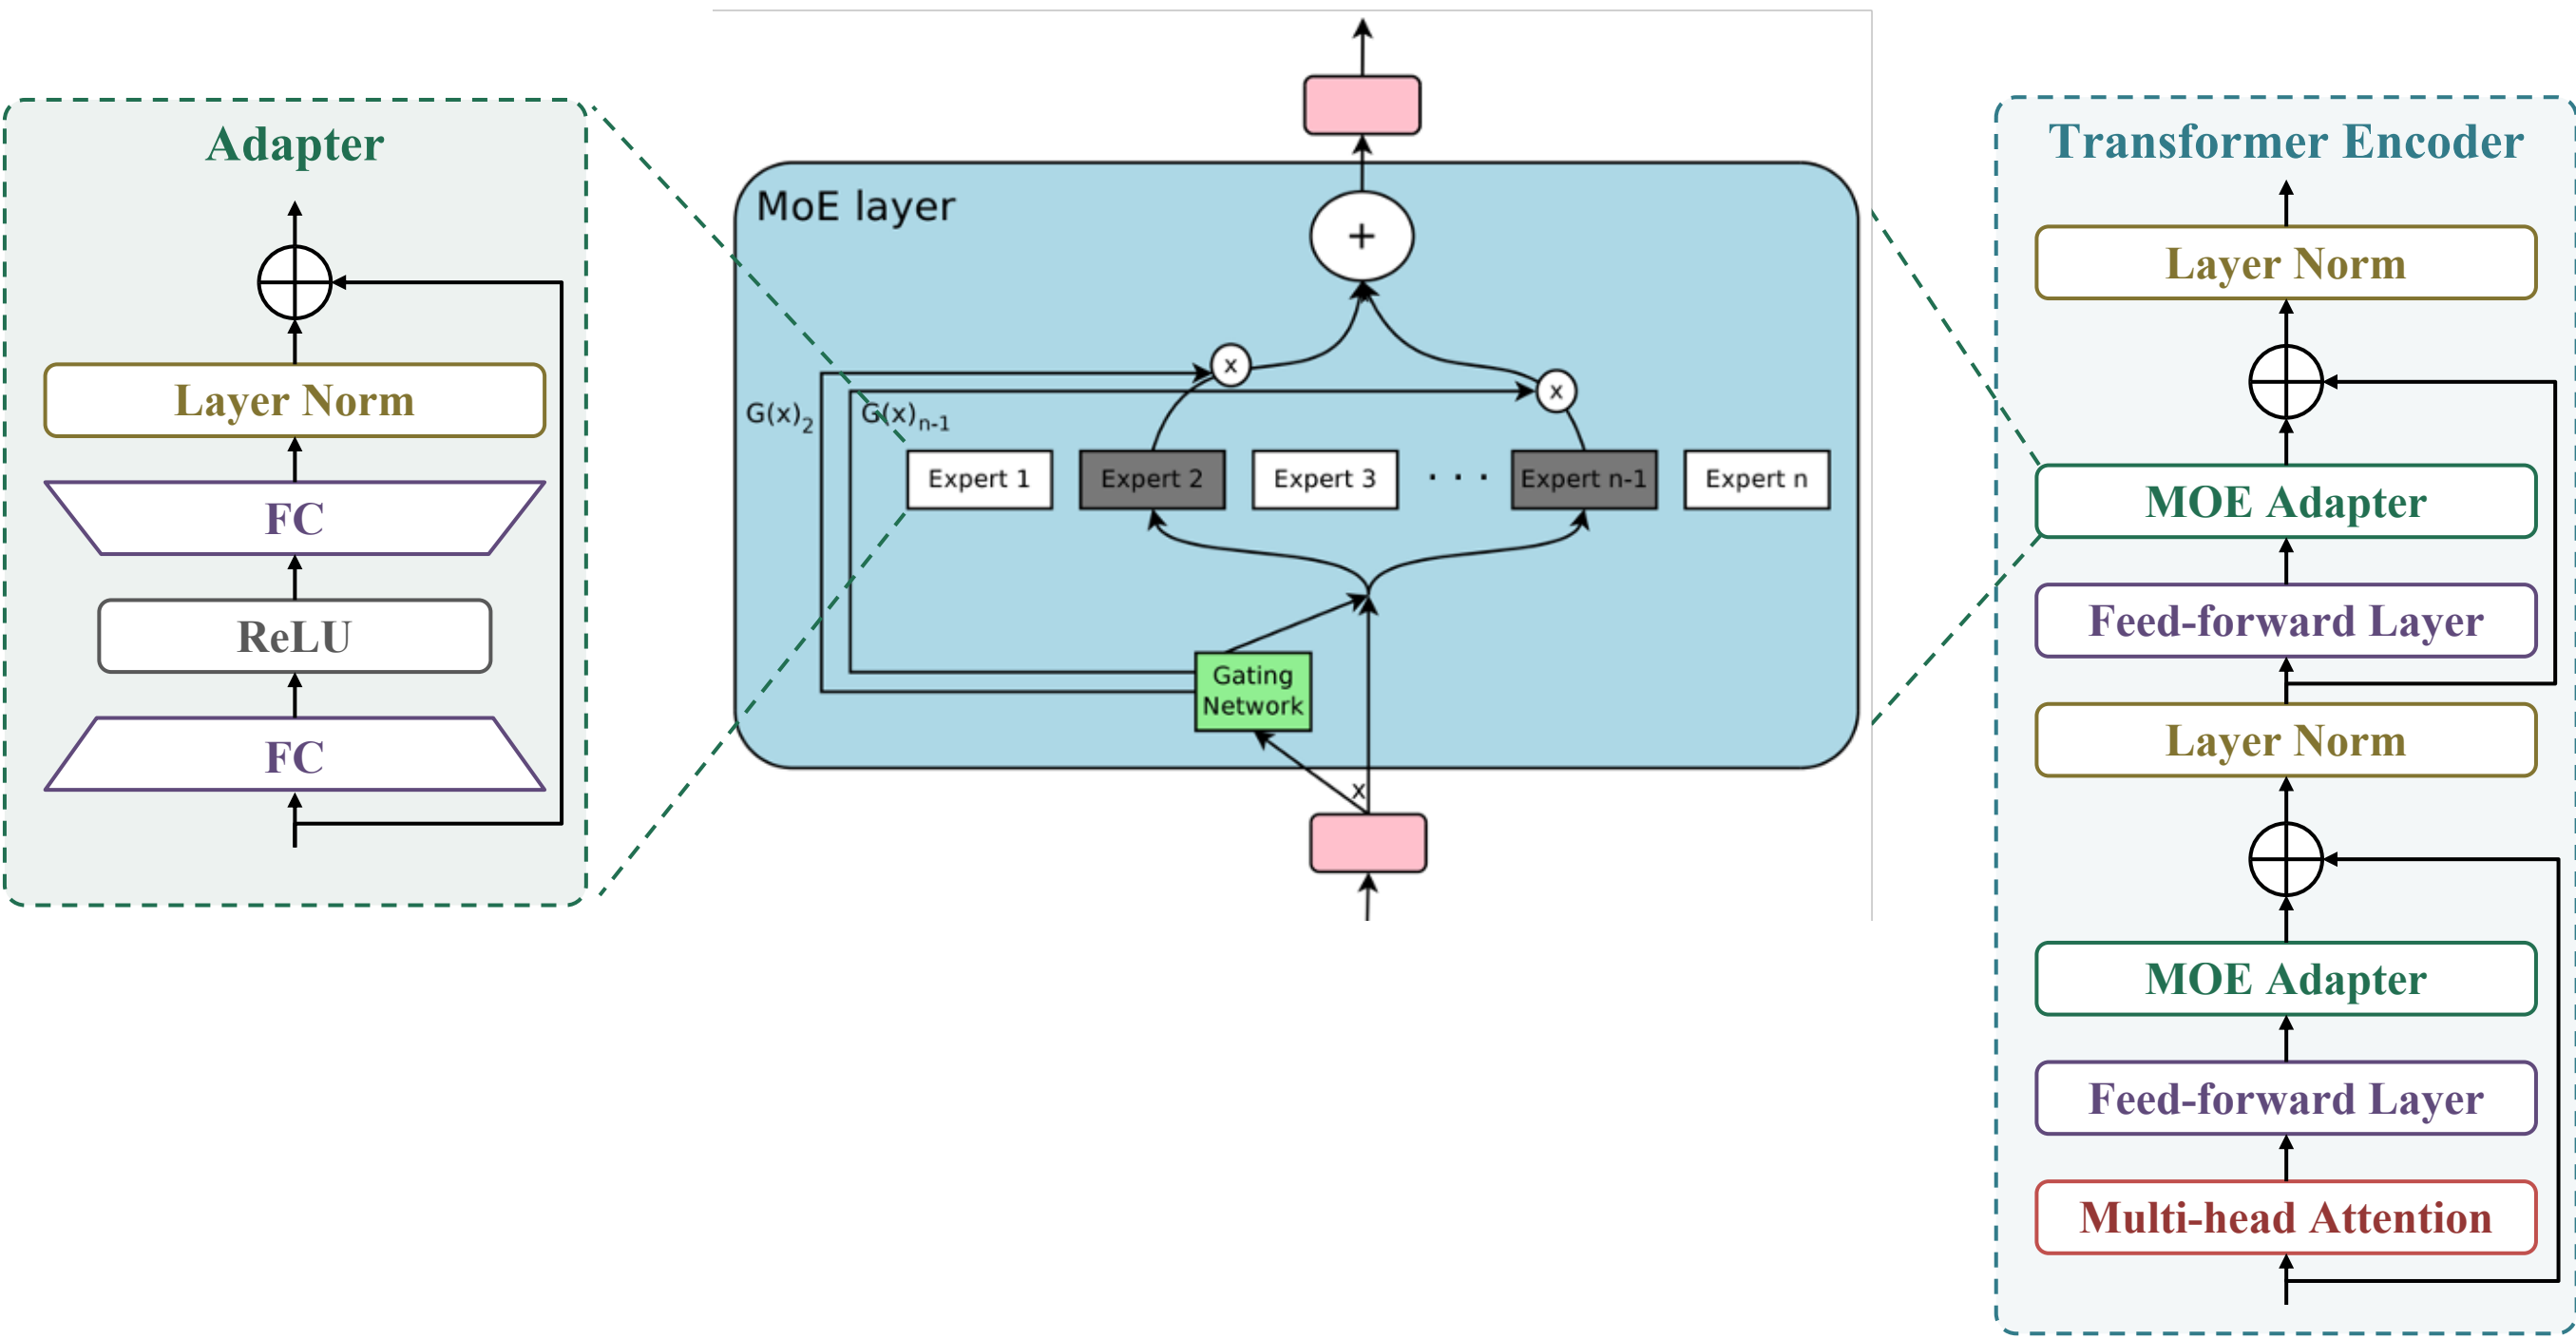 Adapter
Layer Norm
FC
ReLU
FC
MoE layer
+
x
x
G(x)2
G(x)n-1
Expert 1
Expert 2
Expert 3
. . .
Expert n-1
Expert n
Gating
Network
x
Transformer Encoder
Layer Norm
MOE Adapter
Feed-forward Layer
Layer Norm
MOE Adapter
Feed-forward Layer
Multi-head Attention